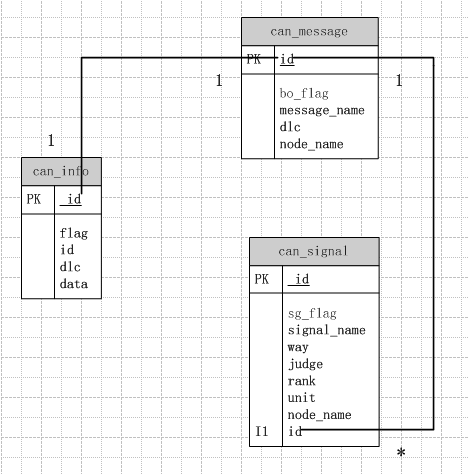 can_message
PK id
bo_flag
message_name
dlc
node_name
1
1
1
can_info
PK _id
flag
id
dlc
data
can_signal
PK _id
sg_flag
signal_name
way
judge
rank
unit
node_name
I1 id
*